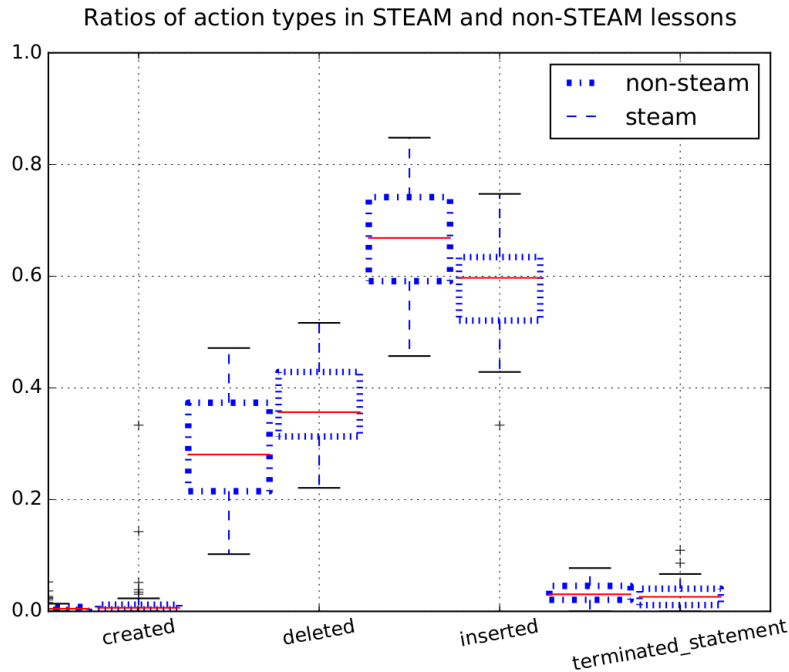 Ratios of action types in STEAM and non-STEAM lessons
1.0
non-steam
steam
0.8
0.6
0.4
0.2
0.0
created
deleted
inserted
terminated_statement